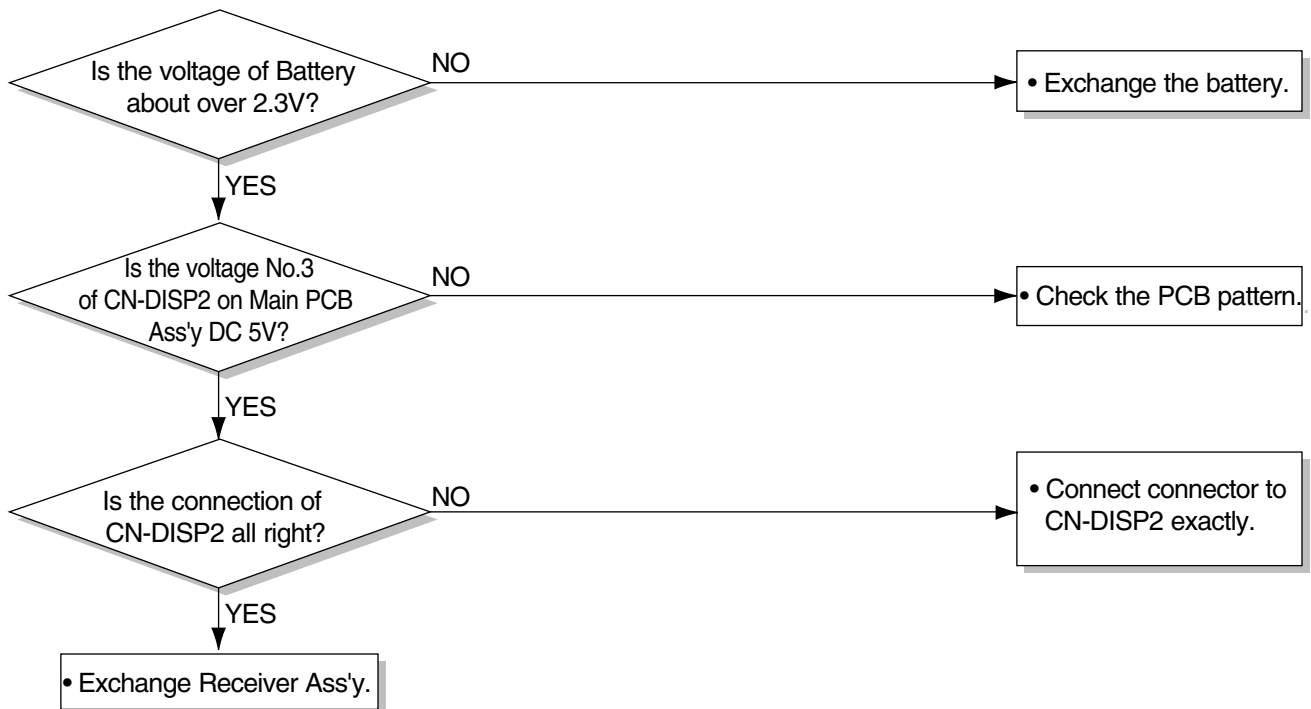 Is the voltage of Battery
about over 2.3V?
NO
• Exchange the battery.
YES
Is the voltage No.3
of CN-DISP2 on Main PCB
Ass'y DC 5V?
NO
• Check the PCB pattern.
YES
Is the connection of
CN-DISP2 all right?
NO
• Connect connector to
CN-DISP2 exactly.
YES
• Exchange Receiver Ass'y.